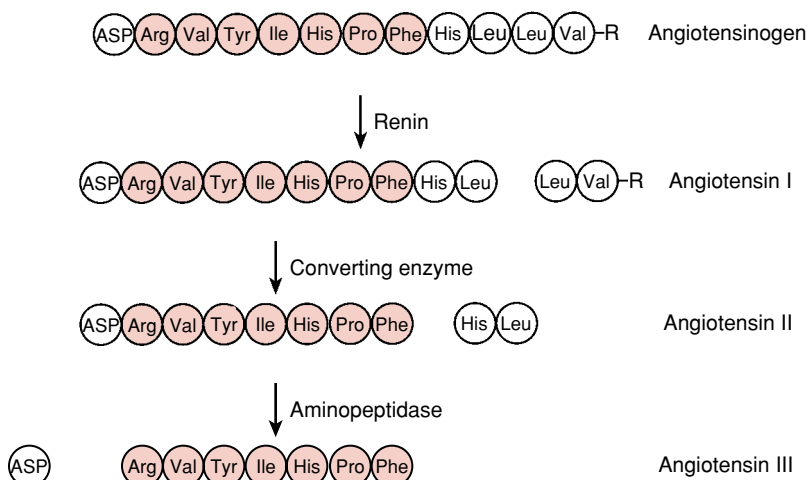 ASP Arg Val Tyr Ile His Pro Phe His Leu Leu Val –R Angiotensinogen
Renin
ASP Arg Val Tyr Ile His Pro Phe His Leu Leu Val –R Angiotensin I
Converting enzyme
ASP Arg Val Tyr Ile His Pro Phe His Leu Angiotensin II
Aminopeptidase
ASP Arg Val Tyr Ile His Pro Phe Angiotensin III